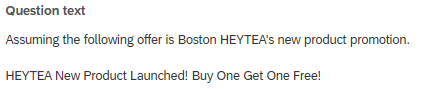 Question text
Assuming the following offer is Boston HEYTEA's new product promotion.
HEYTEA New Product Launched! Buy One Get One Free!